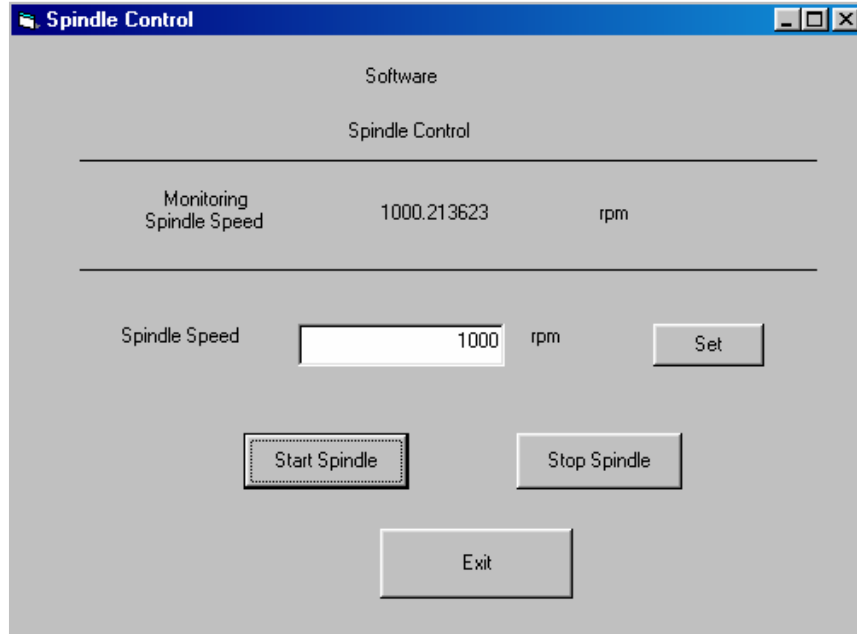 Spindle Control
Software
Spindle Control
Monitoring
Spindle Speed
1000.213623
rpm
Spindle Speed
1000
rpm
Set
Start Spindle
Stop Spindle
Exit